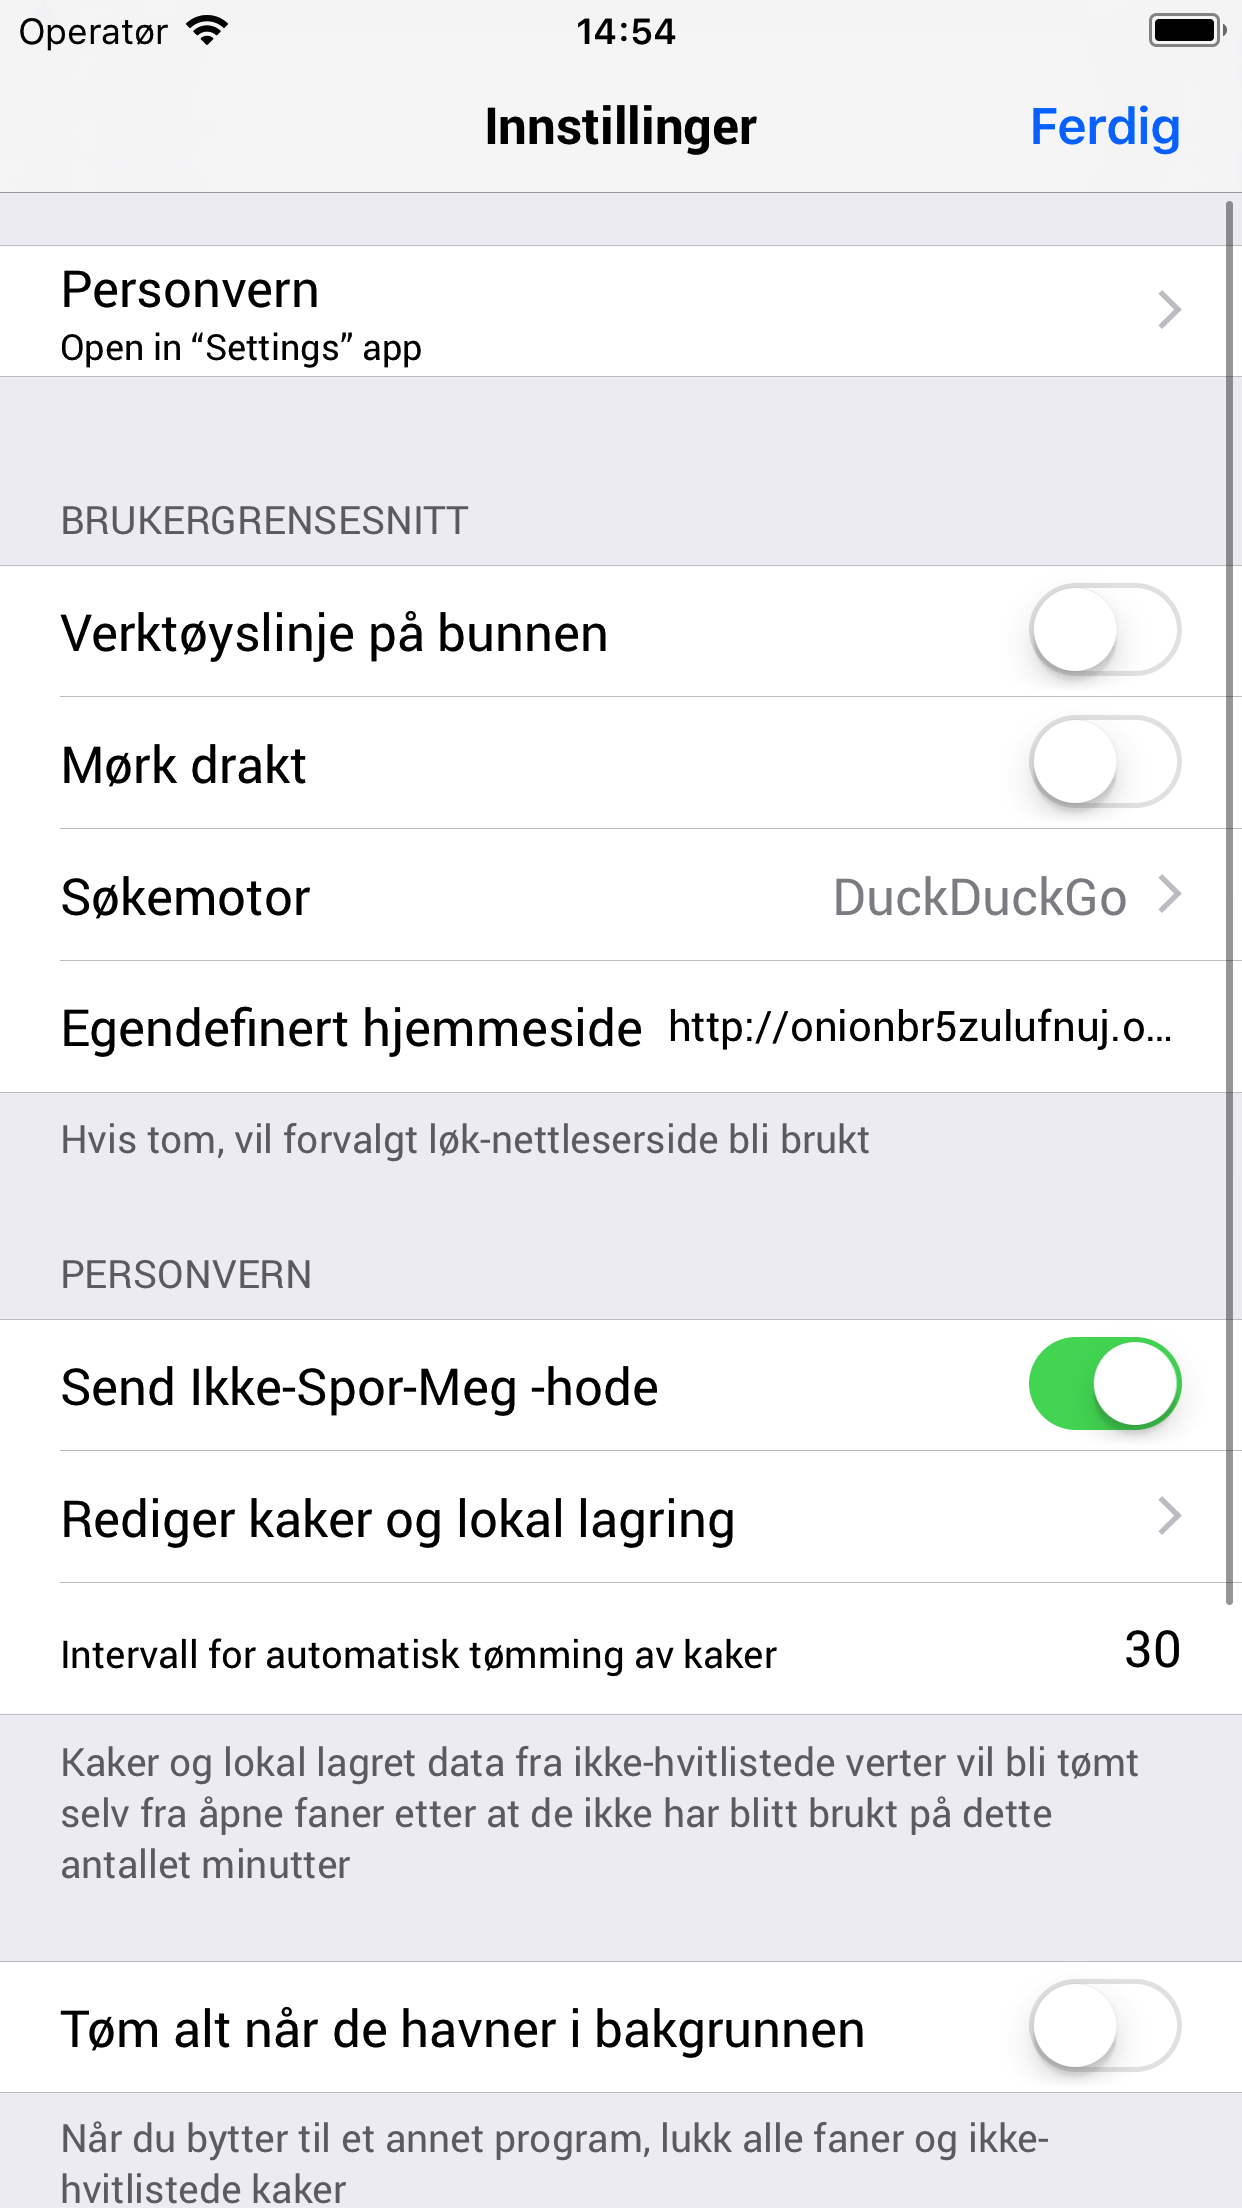 Operatør
14:54
Innstillinger
Ferdig
Personvern
Open in “Settings” app
BRUKERGRENSESNITT
Verktøyslinje på bunnen
Mørk drakt
Søkemotor DuckDuckGo
Egendefinert hjemmeside http://onionbr5zulufnuj.o...
Hvis tom, vil forvalgt løk-nettleserside bli brukt
PERSONVERN
Send Ikke-Spor-Meg -hode
Rediger kaker og lokal lagring
Intervall for automatisk tømming av kaker 30
Kaker og lokal lagret data fra ikke-hvitlistede verter vil bli tømt
selv fra åpne faner etter at de ikke har blitt brukt på dette
antallet minutter
Tøm alt når de havner i bakgrunnen
Når du bytter til et annet program, lukk alle faner og ikke-
hvitlistede kaker